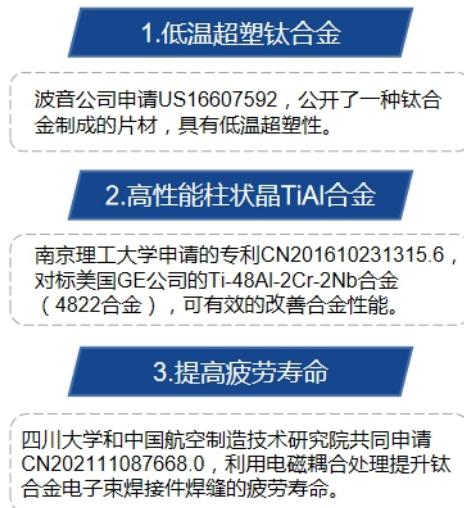 1.低温超塑钛合金
波音公司申请US16607592，公开了一种钛合
金制成的片材，具有低温超塑性。
2.高性能柱状晶TiAl合金
南京理工大学申请的专利CN201610231315.6，
对标美国GE公司的Ti-48Al-2Cr-2Nb合金
（4822合金），可有效的改善合金性能。
3.提高疲劳寿命
四川大学和中国航空制造技术研究院共同申请
CN202111087668.0，利用电磁耦合处理提升钛
合金电子束焊接件焊缝的疲劳寿命。